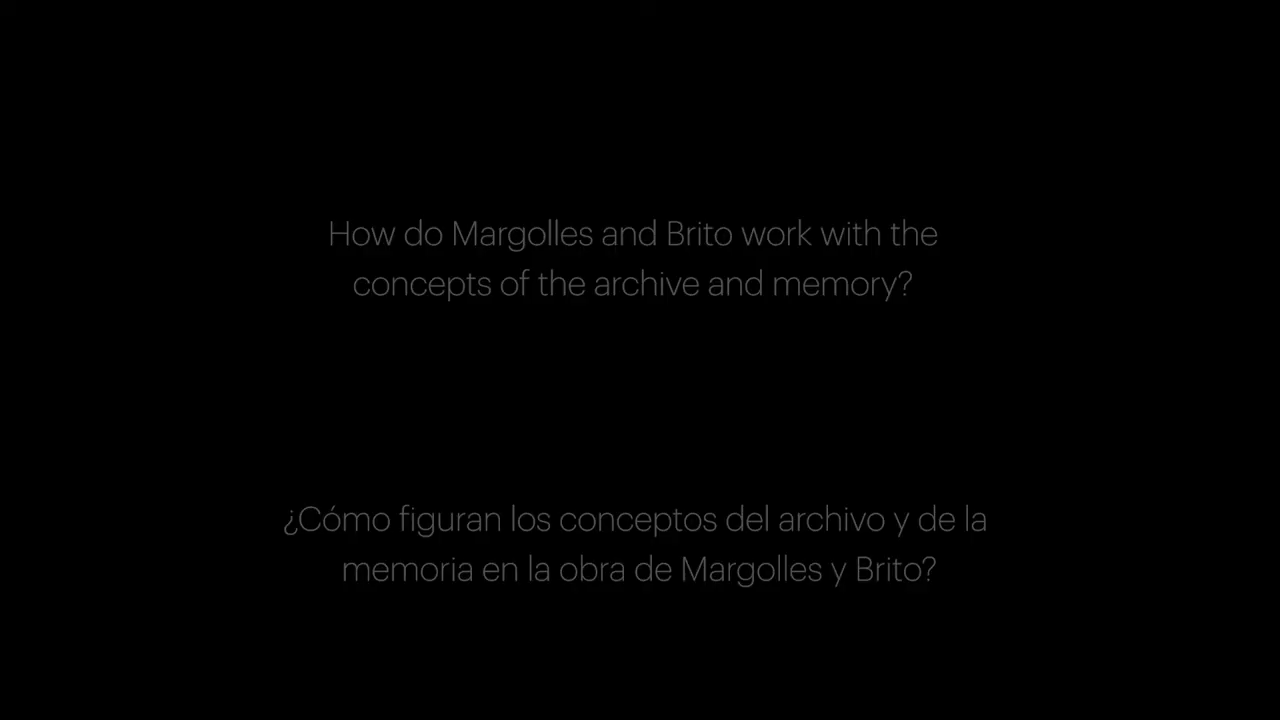 How do Margolles and Brito work with the
concepts of the archive and memory?
¿Cómo figuran los conceptos del archivo y de la
memoria en la obra de Margolles y Brito?